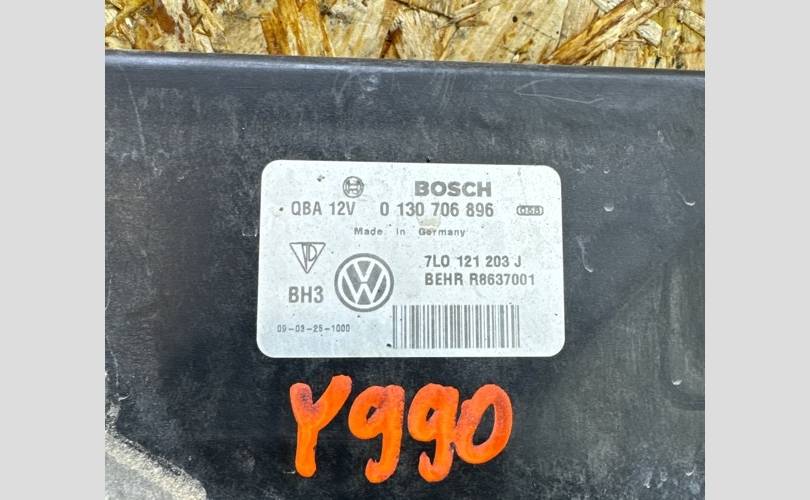 BOSCH
QBA 12V 0 130 706 896
Made in Germany
7L0 121 203 J
BEHR R8637001
BH3
09-03-25-1000
Y990